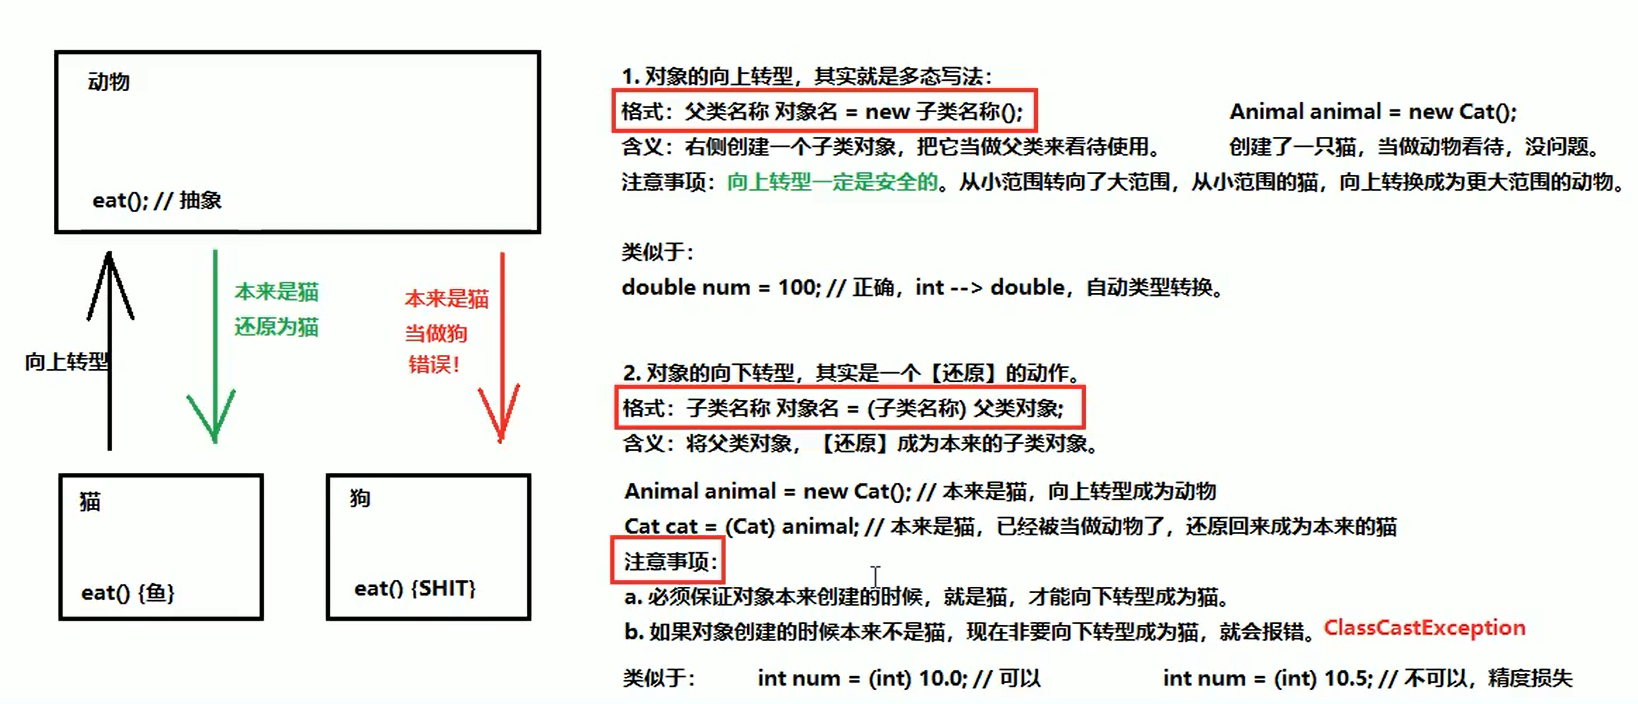 动物
eat(); // 抽象
向上转型
本来是猫
还原为猫
本来是猫
当做狗
错误！
猫
eat() {鱼}
狗
eat() {SHIT}
1. 对象的向上转型，其实就是多态写法：
格式：父类名称 对象名 = new 子类名称();
Animal animal = new Cat();
含义：右侧创建一个子类对象，把它当做父类来看待使用。
创建了一只猫，当做动物看待，没问题。
注意事项：向上转型一定是安全的。从小范围转向了大范围，从小范围的猫，向上转换成为更大范围的动物。
类似于：
double num = 100; // 正确，int --> double，自动类型转换。
2. 对象的向下转型，其实是一个【还原】的动作。
格式：子类名称 对象名 = (子类名称) 父类对象;
含义：将父类对象，【还原】成为本来的子类对象。
Animal animal = new Cat(); // 本来是猫，向上转型成为动物
Cat cat = (Cat) animal; // 本来是猫，已经被当做动物了，还原回来成为本来的猫
注意事项：
a. 必须保证对象本来创建的时候，就是猫，才能向下转型成为猫。
b. 如果对象创建的时候本来不是猫，现在非要向下转型成为猫，就会报错。ClassCastException
类似于： int num = (int) 10.0; // 可以 int num = (int) 10.5; // 不可以，精度损失